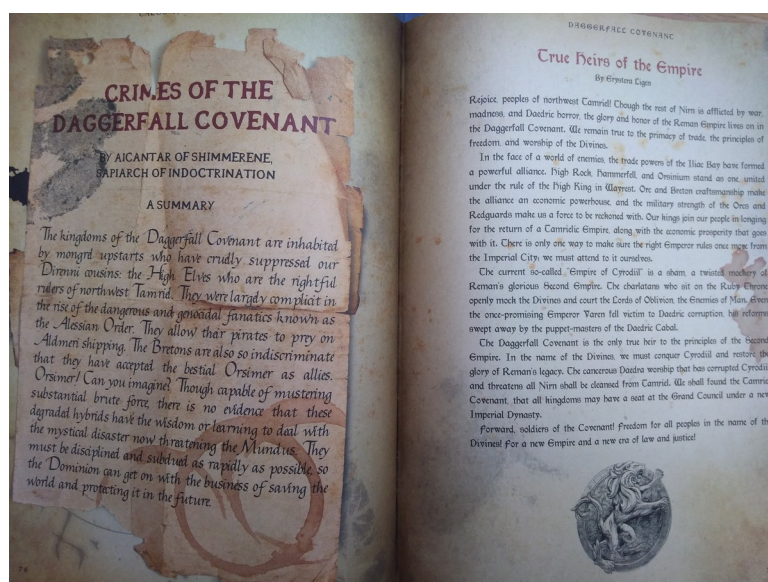 CRIMES OF THE
DAGGERFALL COVENANT
BY AICANTAR OF SHIMMERENE,
SAPIARCH OF INDOCTRINATION
A SUMMARY
The kingdoms of the Daggerfall Covenant are inhabited
by mongrel upstarts who have cruelly suppressed our
Direnni cousins: the High Elves who are the rightful
rulers of northwest Tamriel. They were largely complicit in
the rise of the dangerous and genocidal fanatics known as
the Alessian Order. They allow their pirates to prey on
Aldmeri shipping. The Bretons are also so indiscriminate
that they have accepted the bestial Orsimer as allies.
Orsimer! Can you imagine? Though capable of mustering
substantial brute force, there is no evidence that these
degraded hybrids have the wisdom or learning to deal with
the mystical disaster now threatening the Mundus. They
must be disciplined and subdued as rapidly as possible, so
the Dominion can get on with the business of saving the
world and protecting it in the future.
DAGGERFALL COVENANT
True Heirs of the Empire
By Erystera Ligen
Rejoice, peoples of northwest Tamriel! Though the rest of Nirn is afflicted by war,
madness, and Daedric horror, the glory and honor of the Reman Empire lives on in
the Daggerfall Covenant. We remain true to the primacy of trade, the principles of
freedom, and worship of the Divines.
In the face of a world of enemies, the trade powers of the Iliac Bay have formed
a powerful alliance. High Rock, Hammerfell, and Orsinium stand as one, united
under the rule of the High King in Wayrest. Orc and Breton craftsmanship make
the alliance an economic powerhouse, and the military strength of the Orcs and
Redguards make us a force to be reckoned with. Our kings join our people in longing
for the return of a Tamrielic Empire, along with the economic prosperity that goes
with it. There is only one way to make sure the right Emperor rules once more from
the Imperial City: we must attend to it ourselves.
The current so-called "Empire of Cyrodiil" is a sham, a twisted mockery of
Reman's glorious Second Empire. The charlatans who sit on the Ruby Throne
openly mock the Divines and court the Lords of Oblivion, the Enemies of Man. Even
the once-promising Emperor Varen fell victim to Daedric corruption, his reforms
swept away by the puppet-masters of the Daedric Cabal.
The Daggerfall Covenant is the only true heir to the principles of the Second
Empire. In the name of the Divines, we must conquer Cyrodiil and restore the
glory of Reman's legacy. The cancerous Daedra worship that has corrupted Cyrodiil
and threatens all Nirn shall be cleansed from Tamriel. We shall found the Tamriel
Covenant, that all kingdoms may have a seat at the Grand Council under a new
Imperial Dynasty.
Forward, soldiers of the Covenant! Freedom for all peoples in the name of the
Divines! For a new Empire and a new era of law and justice!